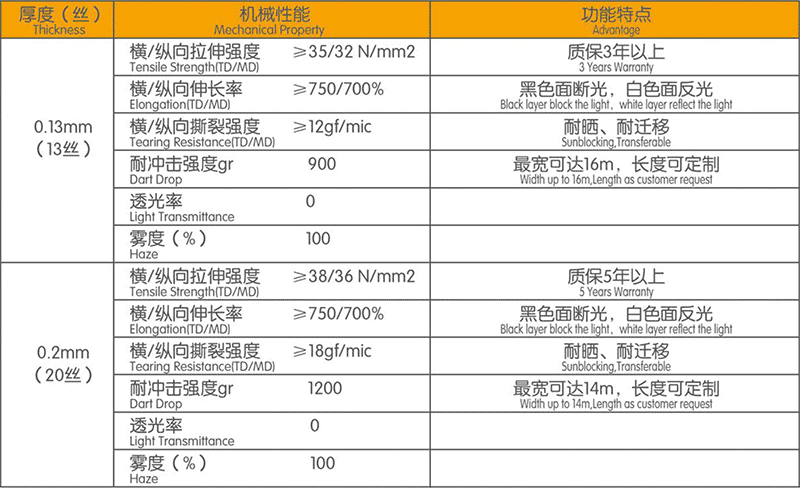 厚度（丝） 机械性能 功能特点
Thickness Mechanical Property Advantage
横/纵向拉伸强度 ≥35/32 N/mm2 质保3年以上
Tensile Strength(TD/MD) 3 Years Warranty
横/纵向伸长率 ≥750/700% 黑色面断光，白色面反光
Elongation(TD/MD) Black layer block the light，white layer reflect the light
0.13mm 横/纵向撕裂强度 ≥12gf/mic 耐晒、耐迁移
（13丝） Tearing Resistance(TD/MD) Sunblocking,Transferable
耐冲击强度gr 900 最宽可达16m，长度可定制
Dart Drop Width up to 16m,Length as customer request
透光率 0
Light Transmittance
雾度（%） 100
Haze
横/纵向拉伸强度 ≥38/36 N/mm2 质保5年以上
Tensile Strength(TD/MD) 5 Years Warranty
横/纵向伸长率 ≥750/700% 黑色面断光，白色面反光
Elongation(TD/MD) Black layer block the light，white layer reflect the light
0.2mm 横/纵向撕裂强度 ≥18gf/mic 耐晒、耐迁移
（20丝） Tearing Resistance(TD/MD) Sunblocking,Transferable
耐冲击强度gr 1200 最宽可达14m，长度可定制
Dart Drop Width up to 14m,Length as customer request
透光率 0
Light Transmittance
雾度（%） 100
Haze